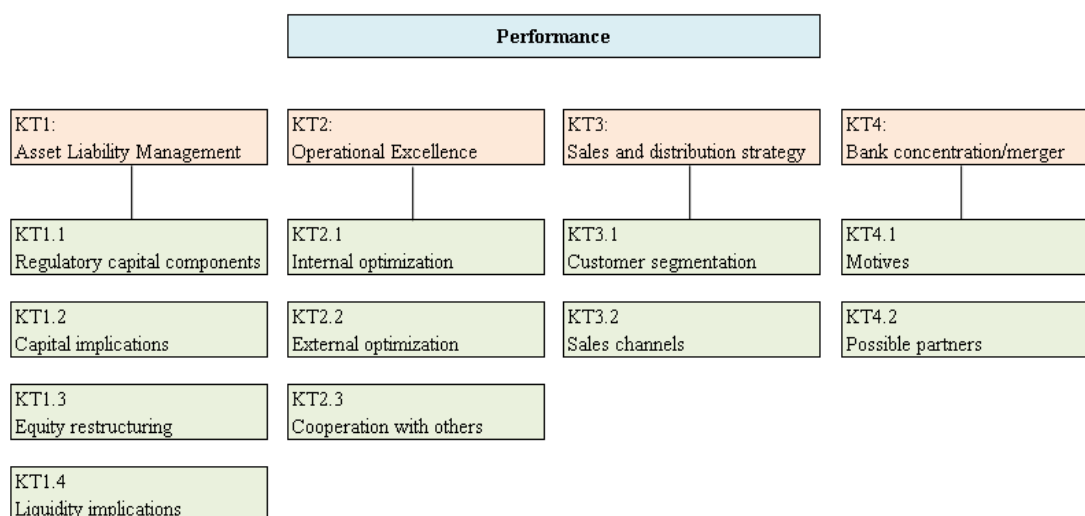 Performance
KT1:
Asset Liability Management
KT2:
Operational Excellence
KT3:
Sales and distribution strategy
KT4:
Bank concentration/merger
KT1.1
Regulatory capital components
KT2.1
Internal optimization
KT3.1
Customer segmentation
KT4.1
Motives
KT1.2
Capital implications
KT2.2
External optimization
KT3.2
Sales channels
KT4.2
Possible partners
KT1.3
Equity restructuring
KT2.3
Cooperation with others
KT1.4
Liquidity implications